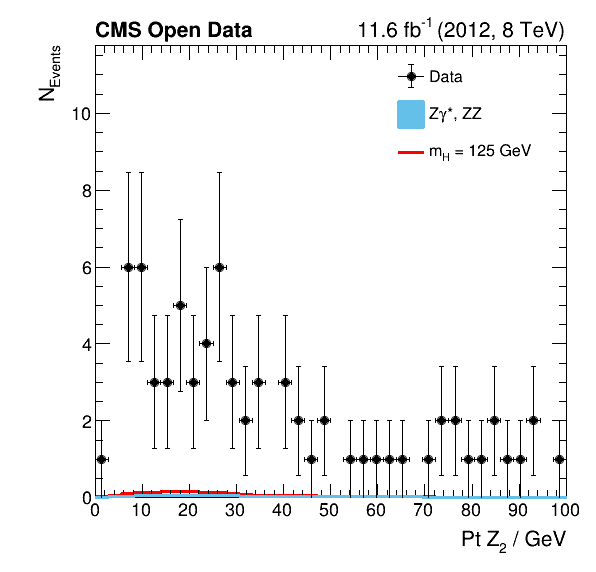 CMS Open Data 11.6 fb⁻¹ (2012, 8 TeV)
N_Events
Data
Zγ*, ZZ
m_H = 125 GeV
10
8
6
4
2
0
0 10 20 30 40 50 60 70 80 90 100
Pt Z₂ / GeV